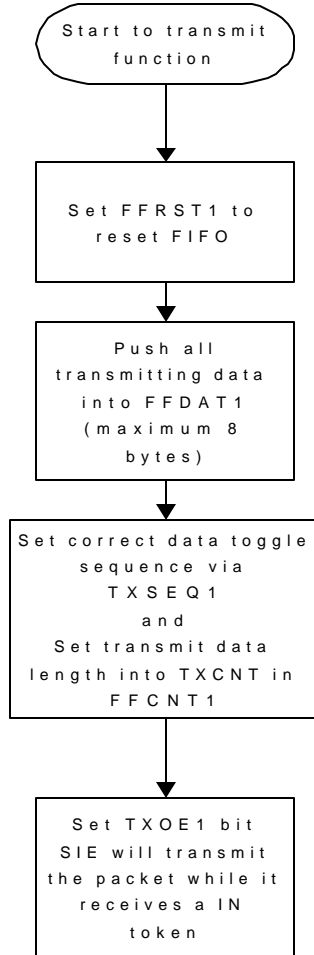 Start to transmit
function
Set FFRST1 to
reset FIFO
Push all
transmitting data
into FFDAT1
(maximum 8
bytes)
Set correct data toggle
sequence via
TXSEQ1
and
Set transmit data
length into TXCNT in
FFCNT1
Set TXOE1 bit
SIE will transmit
the packet while it
receives a IN
token